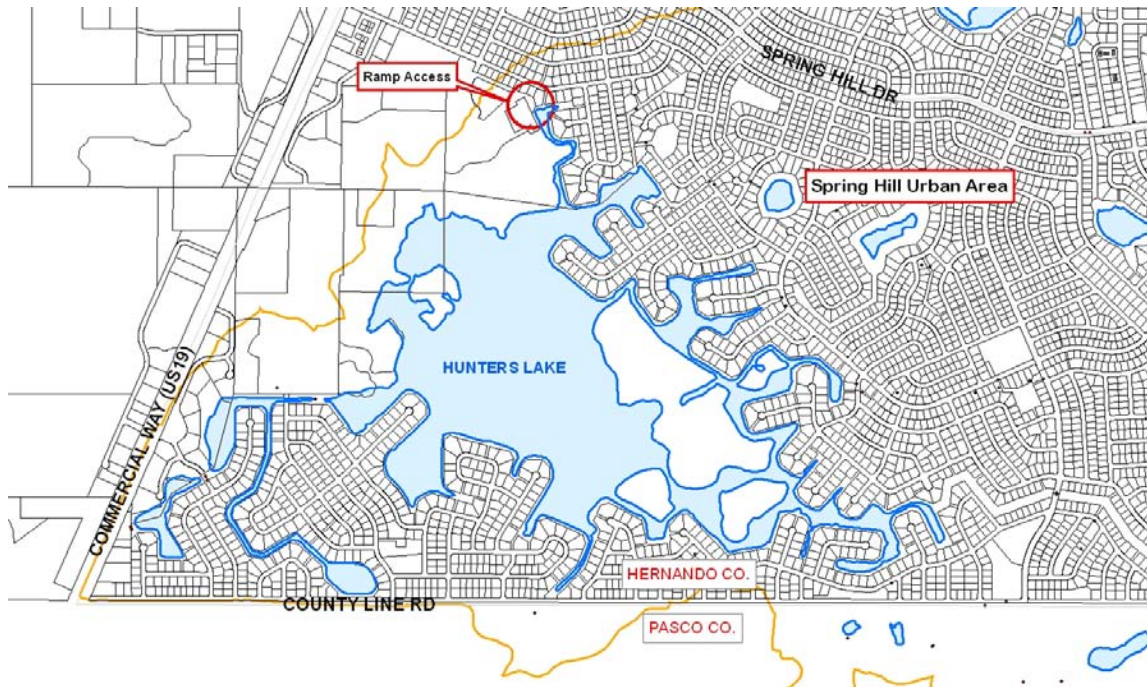 SPRING HILL DR
Ramp Access
Spring Hill Urban Area
HUNTERS LAKE
COMMERCIAL WAY (US19)
HERNANDO CO.
COUNTY LINE RD
PASCO CO.